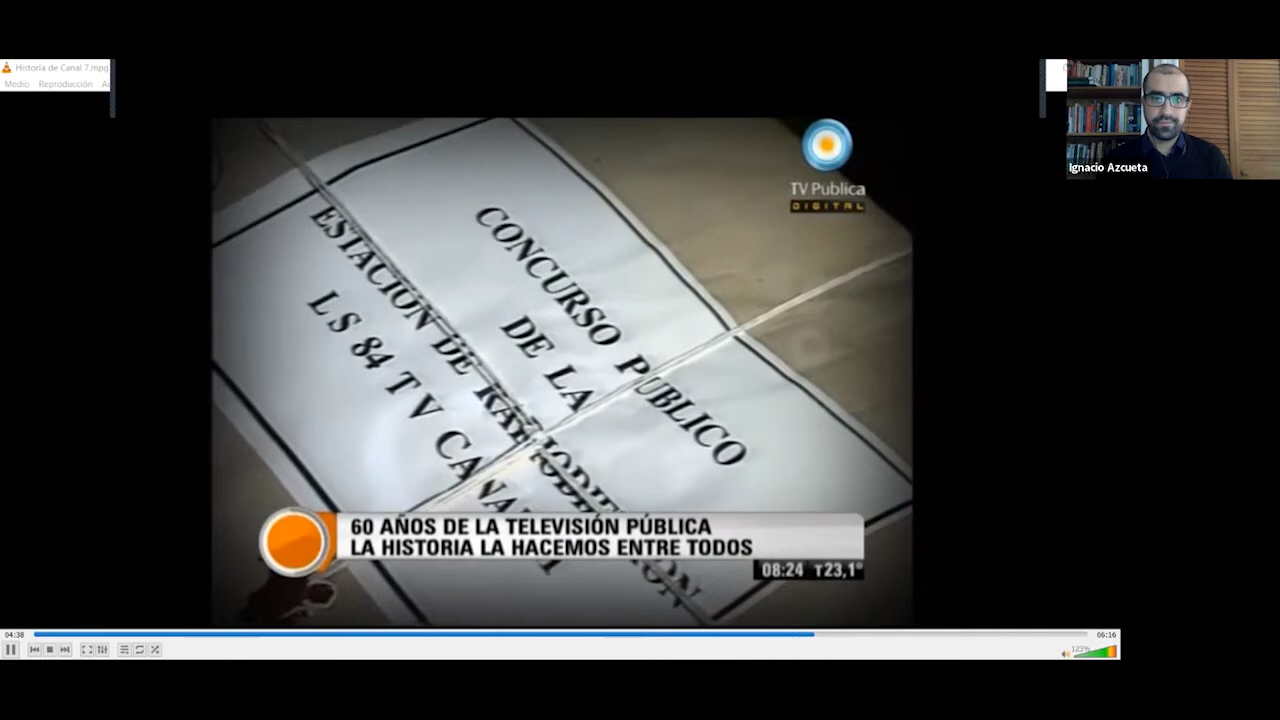 Historia de Canal 7.mpg
Medio Reproducción
Ignacio Azcueta
TV Publica
DIGITAL
CONCURSO PUBLICO
DE LA
ESTACION DE
LS 84 TV CANAL
60 AÑOS DE LA TELEVISIÓN PÚBLICA
LA HISTORIA LA HACEMOS ENTRE TODOS
08:24 T23,1°
04:38
06:16
123%